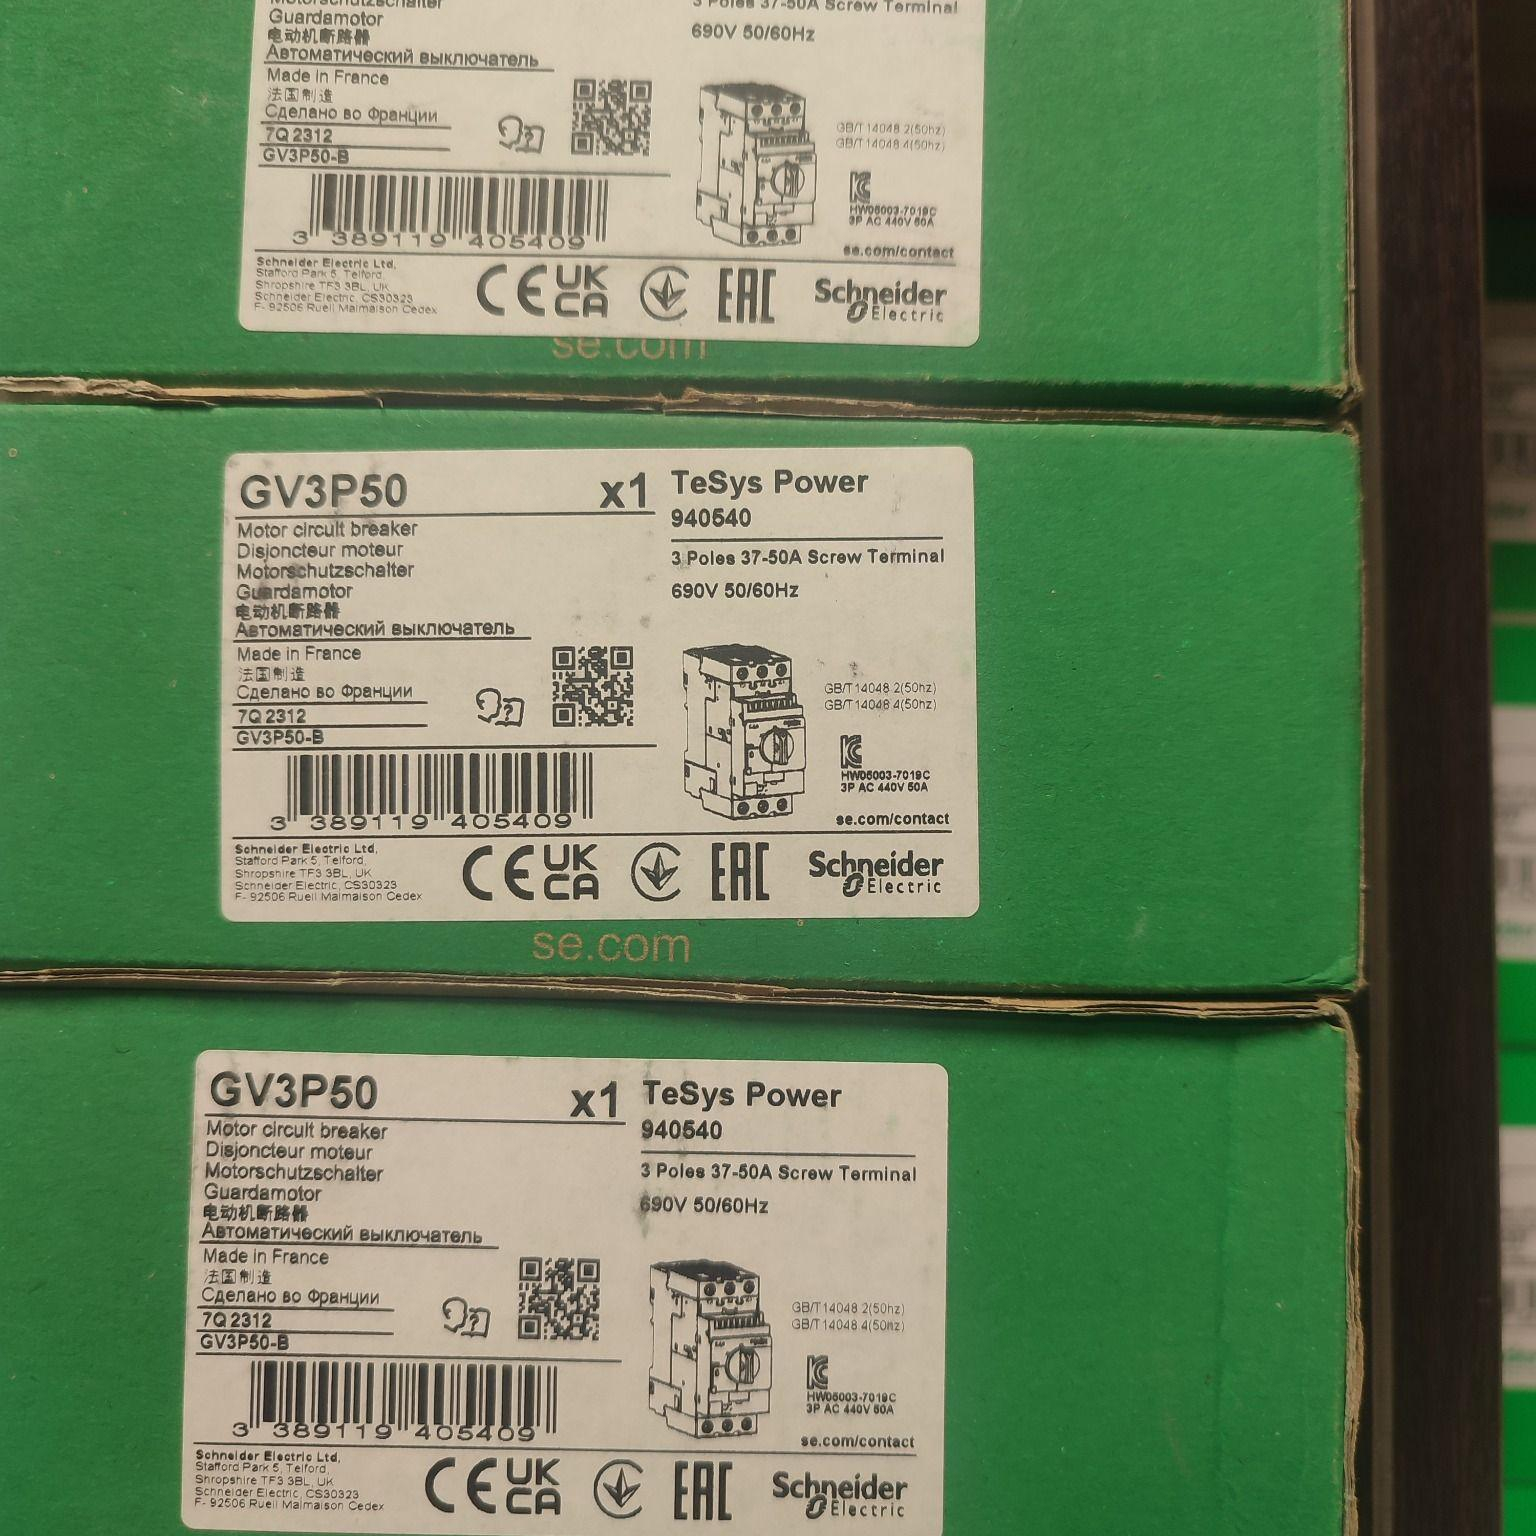 Motorschutzschalter
3 Poles 37-50A Screw Terminal
Guardamotor
690V 50/60Hz
电动机断路器
Автоматический выключатель
Made in France
法国制造
Сделано во Франции
7Q 2312
GV3P50-B
GB/T 14048 2(50hz)
GB/T 14048 4(50hz)
HW05003-7019C
3P AC 440V 50A
3 389119 405409
se.com/contact
Schneider Electric Ltd,
Stafford Park 5, Telford,
Shropshire TF3 3BL, UK
Schneider Electric, CS30323
F- 92506 Rueil Malmaison Cedex
CE UK
CA
EAC
Schneider
Electric
se.com
GV3P50 x1
TeSys Power
940540
Motor circuit breaker
Disjoncteur moteur
Motorschutzschalter
Guardamotor
电动机断路器
Автоматический выключатель
3 Poles 37-50A Screw Terminal
690V 50/60Hz
Made in France
法国制造
Сделано во Франции
7Q 2312
GV3P50-B
GB/T 14048 2(50hz)
GB/T 14048 4(50hz)
HW05003-7019C
3P AC 440V 50A
3 389119 405409
se.com/contact
Schneider Electric Ltd,
Stafford Park 5, Telford,
Shropshire TF3 3BL, UK
Schneider Electric, CS30323
F- 92506 Rueil Malmaison Cedex
CE UK
CA
EAC
Schneider
Electric
se.com
GV3P50 x1
TeSys Power
940540
Motor circuit breaker
Disjoncteur moteur
Motorschutzschalter
Guardamotor
电动机断路器
Автоматический выключатель
3 Poles 37-50A Screw Terminal
690V 50/60Hz
Made in France
法国制造
Сделано во Франции
7Q 2312
GV3P50-B
GB/T 14048 2(50hz)
GB/T 14048 4(50hz)
HW05003-7019C
3P AC 440V 50A
3 389119 405409
se.com/contact
Schneider Electric Ltd,
Stafford Park 5, Telford,
Shropshire TF3 3BL, UK
Schneider Electric, CS30323
F- 92506 Rueil Malmaison Cedex
CE UK
CA
EAC
Schneider
Electric